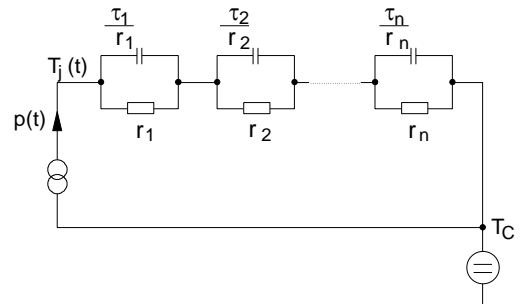 τ1/r1 τ2/r2 τn/rn
Tj(t)
r1 r2 rn
p(t)
TC